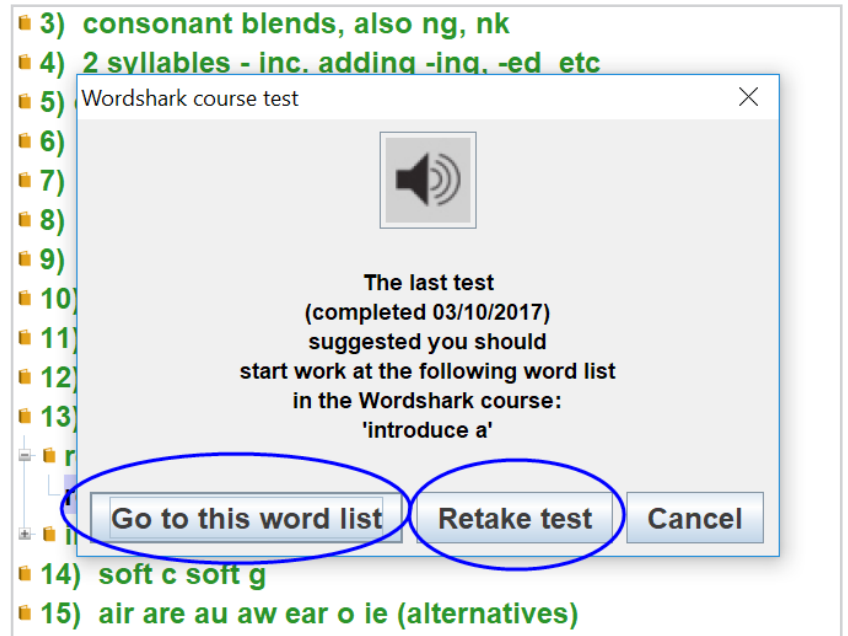 3) consonant blends, also ng, nk
4) 2 syllables - inc. adding -ing, -ed etc
5)
Wordshark course test
6)
7)
8)
9)
10)
11)
12)
13)
The last test
(completed 03/10/2017)
suggested you should
start work at the following word list
in the Wordshark course:
'introduce a'
r
r
i
Go to this word list
Retake test
Cancel
14) soft c soft g
15) air are au aw ear o ie (alternatives)